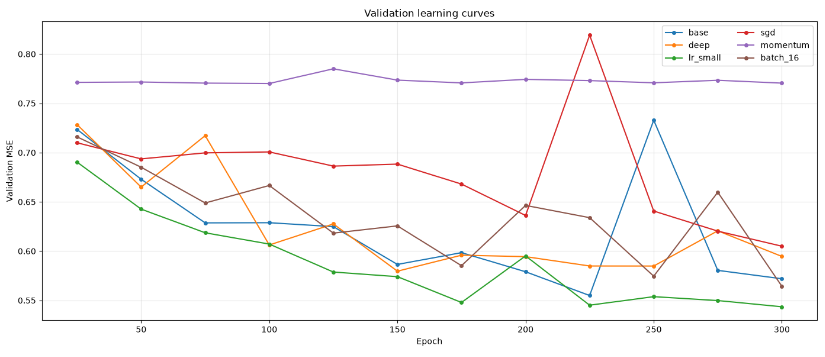 Validation learning curves
base
deep
lr_small
sgd
momentum
batch_16
Validation MSE
0.80
0.75
0.70
0.65
0.60
0.55
50 100 150 200 250 300
Epoch